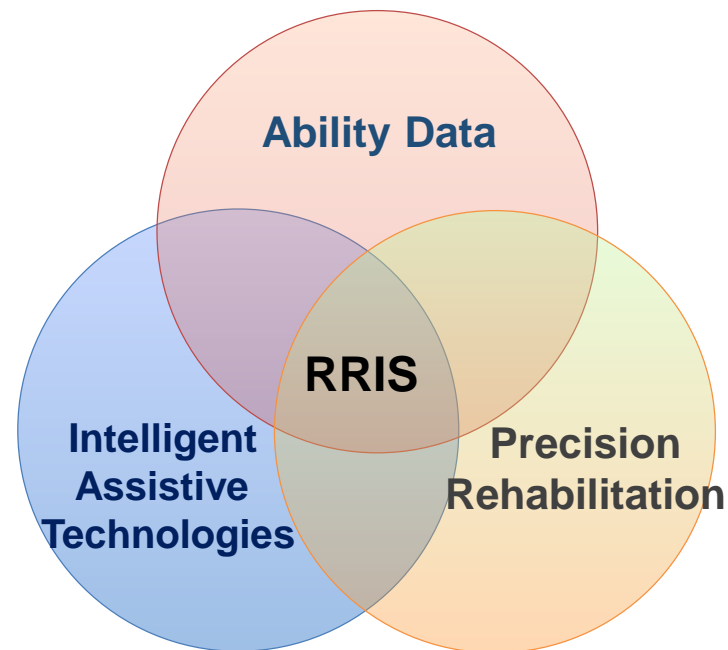 Ability Data
RRIS
Intelligent
Assistive
Technologies
Precision
Rehabilitation